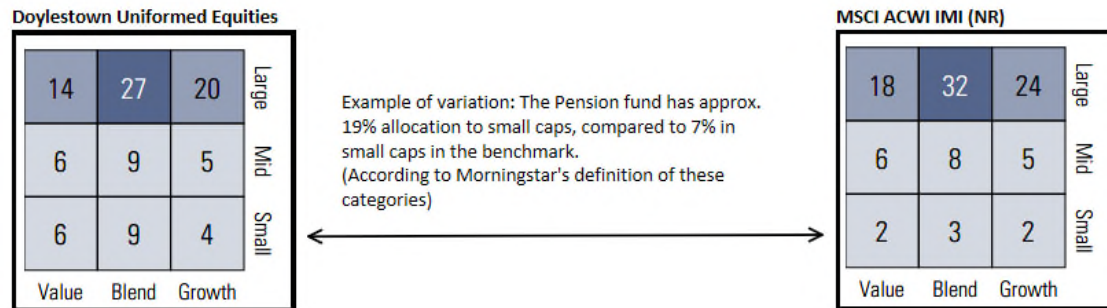 Doylestown Uniformed Equities
14 27 20 Large
6 9 5 Mid
6 9 4 Small
Value Blend Growth
Example of variation: The Pension fund has approx.
19% allocation to small caps, compared to 7% in
small caps in the benchmark.
(According to Morningstar's definition of these
categories)
MSCI ACWI IMI (NR)
18 32 24 Large
6 8 5 Mid
2 3 2 Small
Value Blend Growth